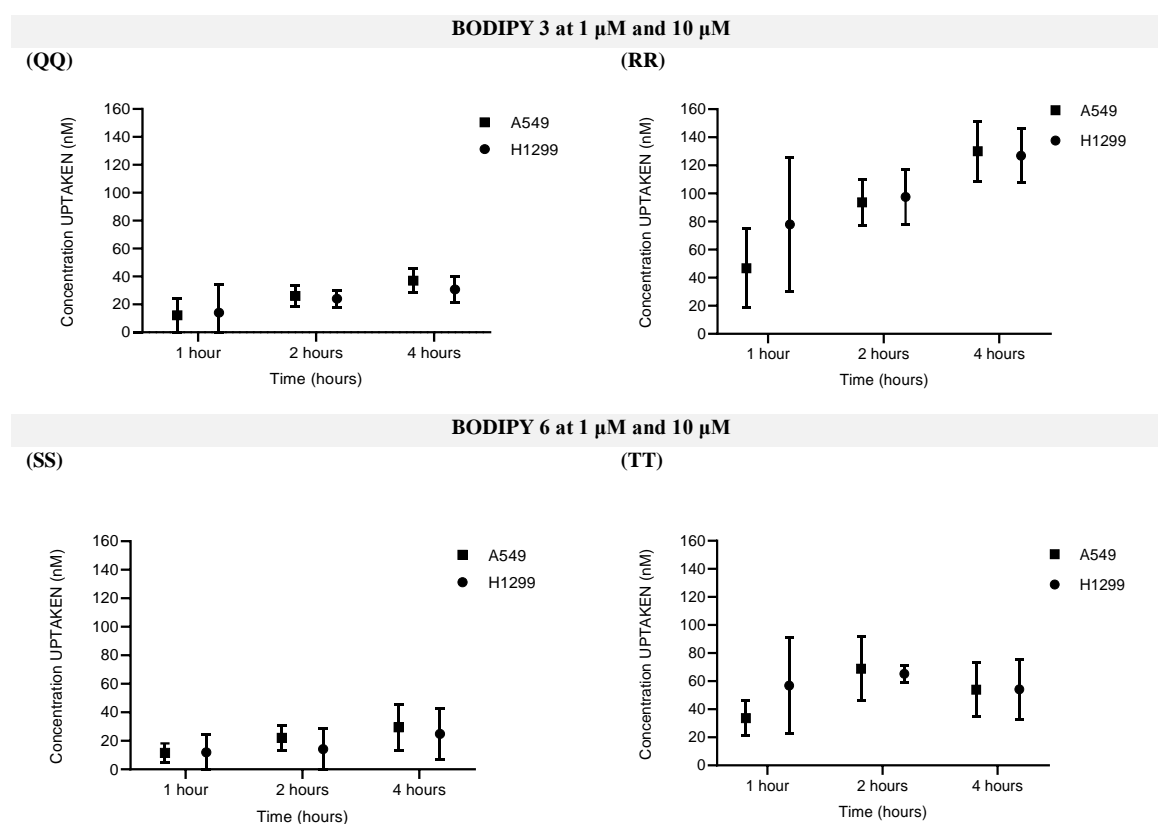 BODIPY 3 at 1 μM and 10 μM
(QQ)
(RR)
Concentration UPTAKEN (nM)
160
140
120
100
80
60
40
20
0
1 hour 2 hours 4 hours
Time (hours)
A549
H1299
Concentration UPTAKEN (nM)
160
140
120
100
80
60
40
20
0
1 hour 2 hours 4 hours
Time (hours)
A549
H1299
BODIPY 6 at 1 μM and 10 μM
(SS)
(TT)
Concentration UPTAKEN (nM)
160
140
120
100
80
60
40
20
0
1 hour 2 hours 4 hours
Time (hours)
A549
H1299
Concentration UPTAKEN (nM)
160
140
120
100
80
60
40
20
0
1 hour 2 hours 4 hours
Time (hours)
A549
H1299